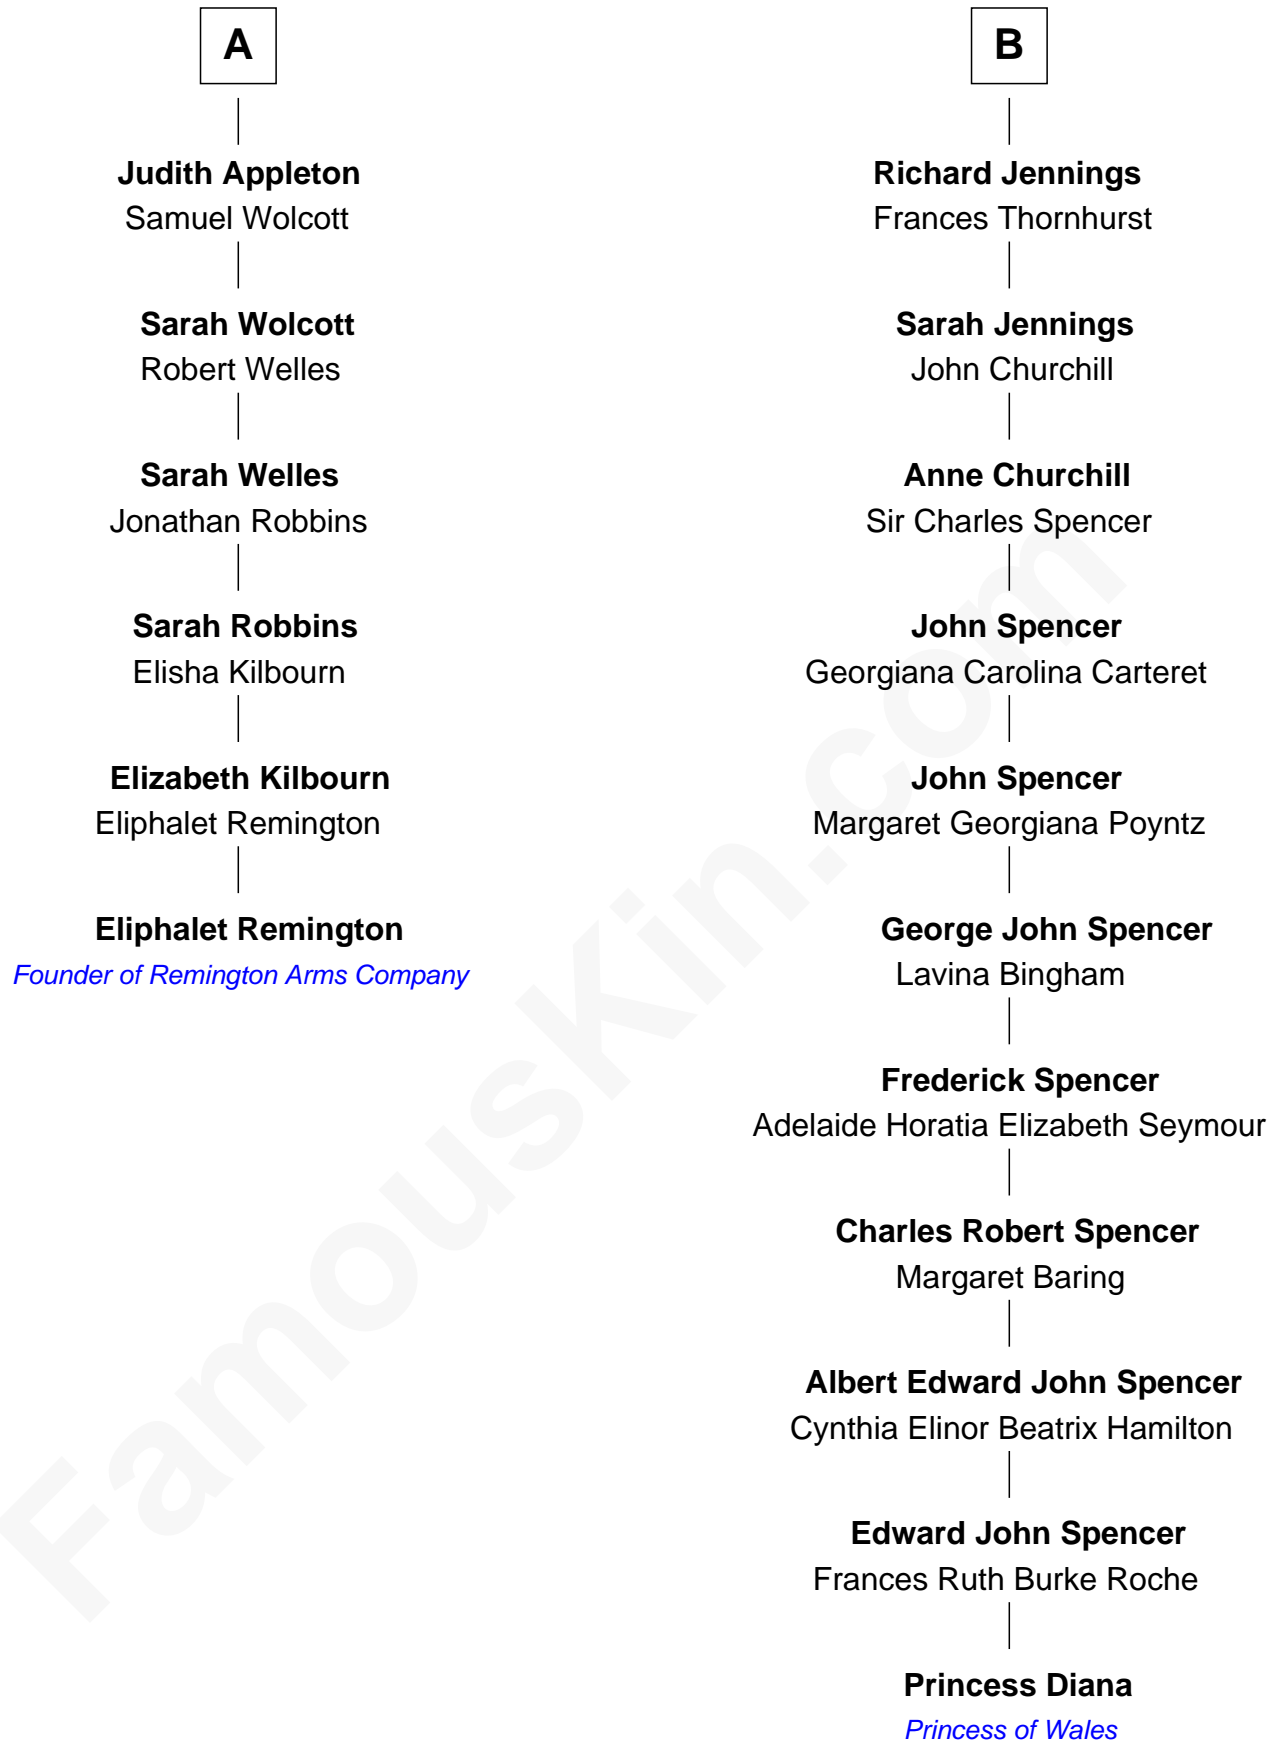 A
Judith Appleton
Samuel Wolcott
Sarah Wolcott
Robert Welles
Sarah Welles
Jonathan Robbins
Sarah Robbins
Elisha Kilbourn
Elizabeth Kilbourn
Eliphalet Remington
Eliphalet Remington
Founder of Remington Arms Company
B
Richard Jennings
Frances Thornhurst
Sarah Jennings
John Churchill
Anne Churchill
Sir Charles Spencer
John Spencer
Georgiana Carolina Carteret
John Spencer
Margaret Georgiana Poyntz
George John Spencer
Lavina Bingham
Frederick Spencer
Adelaide Horatia Elizabeth Seymour
Charles Robert Spencer
Margaret Baring
Albert Edward John Spencer
Cynthia Elinor Beatrix Hamilton
Edward John Spencer
Frances Ruth Burke Roche
Princess Diana
Princess of Wales
FamousKin.com